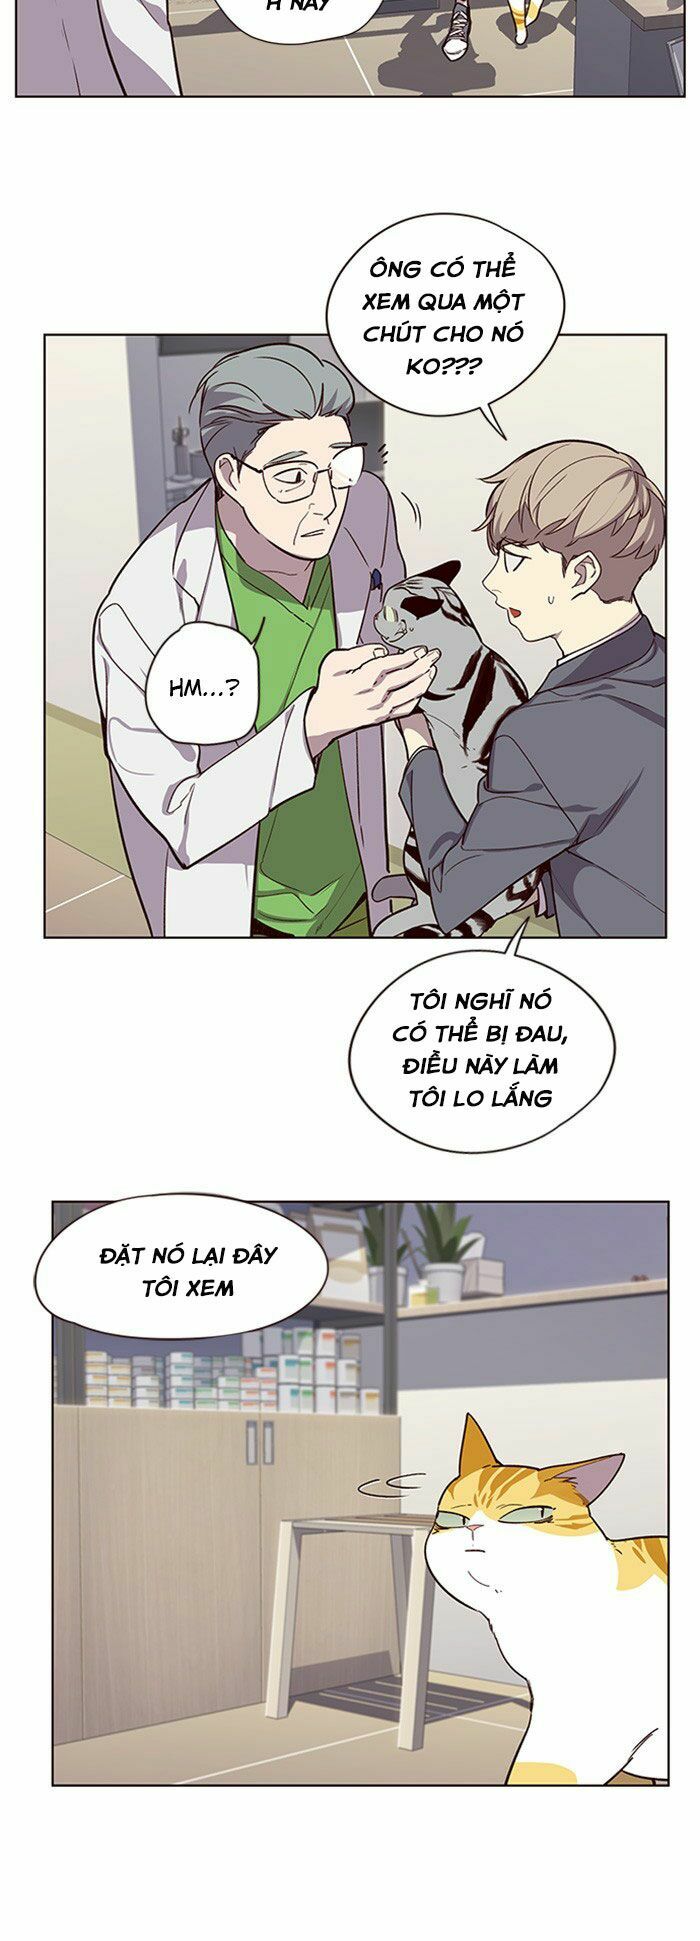 H NÀY
ÔNG CÓ THỂ
XEM QUA MỘT
CHÚT CHO NÓ
KO???
HM...?
TÔI NGHĨ NÓ
CÓ THỂ BỊ ĐAU,
ĐIỀU NÀY LÀM
TÔI LO LẮNG
ĐẶT NÓ LẠI ĐÂY
TÔI XEM